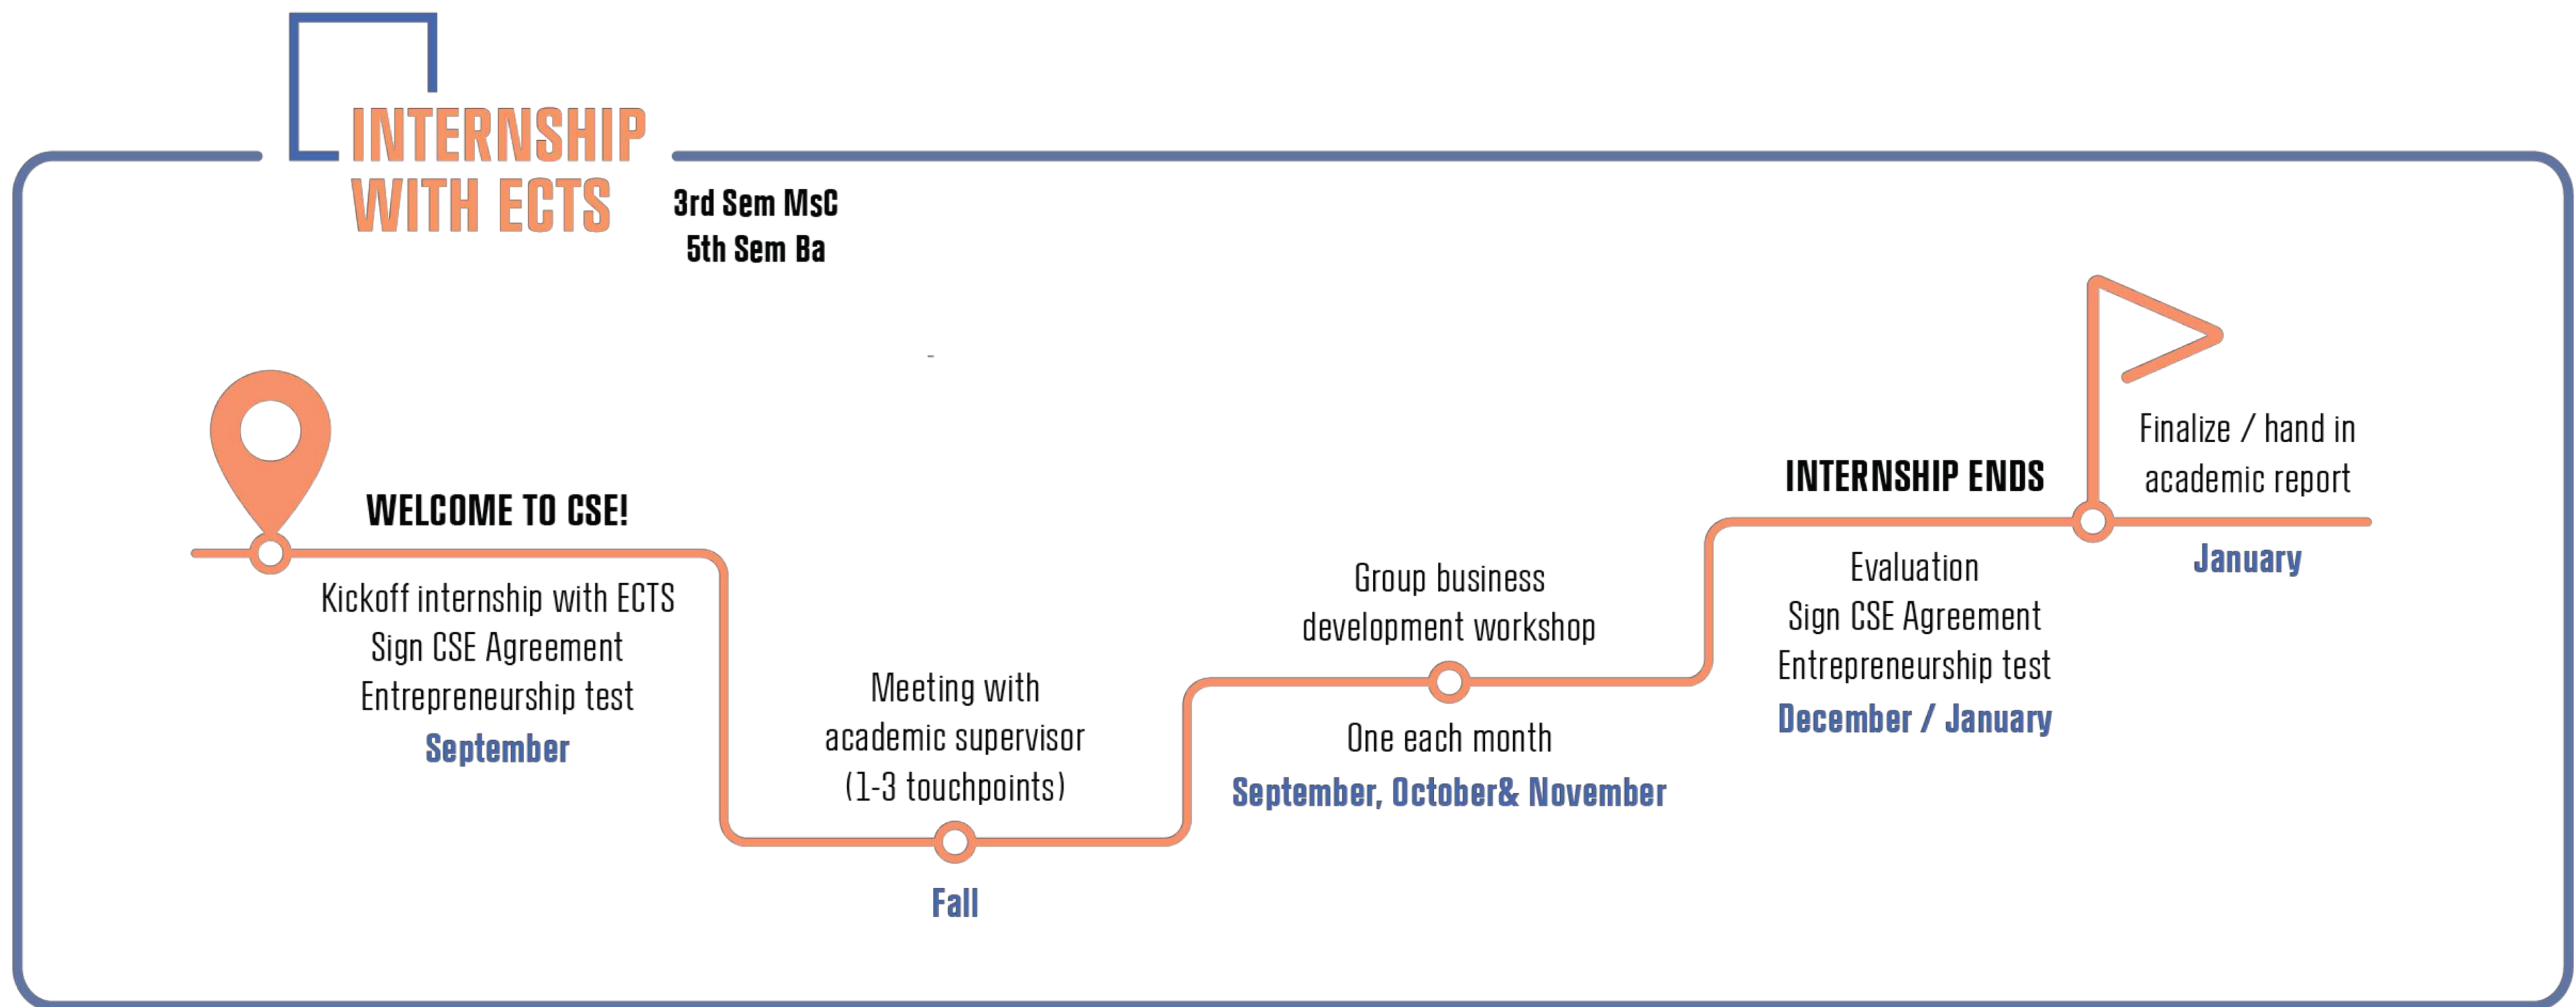 INTERNSHIP
WITH ECTS
3rd Sem MsC
5th Sem Ba
WELCOME TO CSE!
Kickoff internship with ECTS
Sign CSE Agreement
Entrepreneurship test
September
Meeting with
academic supervisor
(1-3 touchpoints)
Fall
Group business
development workshop
One each month
September, October& November
INTERNSHIP ENDS
Evaluation
Sign CSE Agreement
Entrepreneurship test
December / January
Finalize / hand in
academic report
January